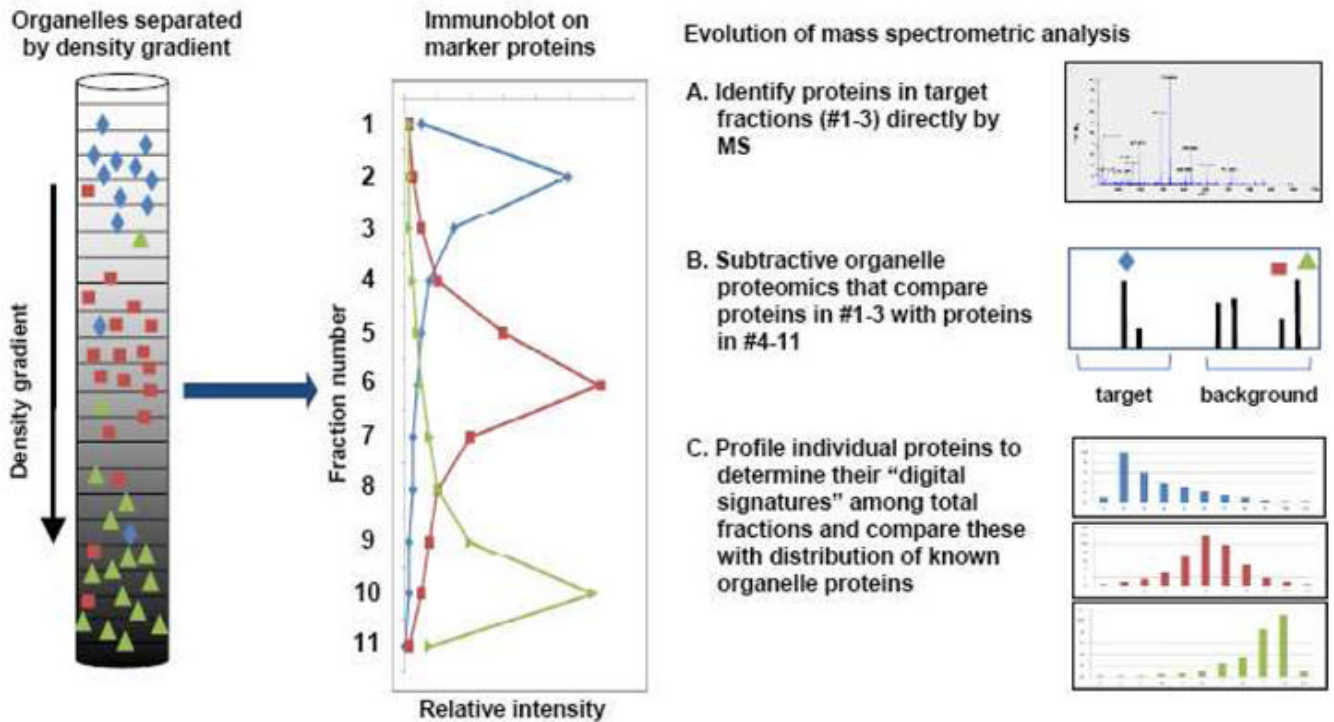 Organelles separated
by density gradient
Density gradient
Immunoblot on
marker proteins
Fraction number
1
2
3
4
5
6
7
8
9
10
11
Relative intensity
Evolution of mass spectrometric analysis
A. Identify proteins in target
fractions (#1-3) directly by
MS
B. Subtractive organelle
proteomics that compare
proteins in #1-3 with proteins
in #4-11
target
background
C. Profile individual proteins to
determine their “digital
signatures” among total
fractions and compare these
with distribution of known
organelle proteins